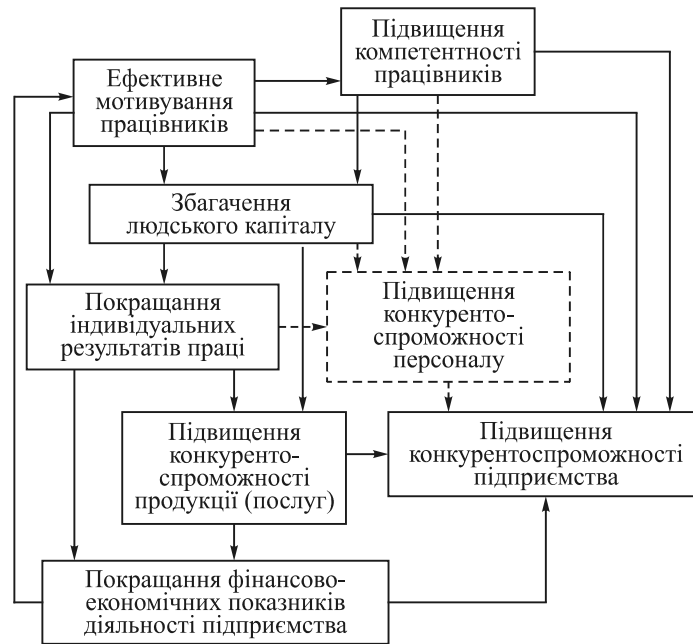 Підвищення
компетентності
працівників
Ефективне
мотивування
працівників
Збагачення
людського капіталу
Покращання
індивідуальних
результатів праці
Підвищення
конкуренто-
спроможності
персоналу
Підвищення
конкуренто-
спроможності
продукції (послуг)
Підвищення
конкурентоспроможності
підприємства
Покращання фінансово-
економічних показників
діяльності підприємства